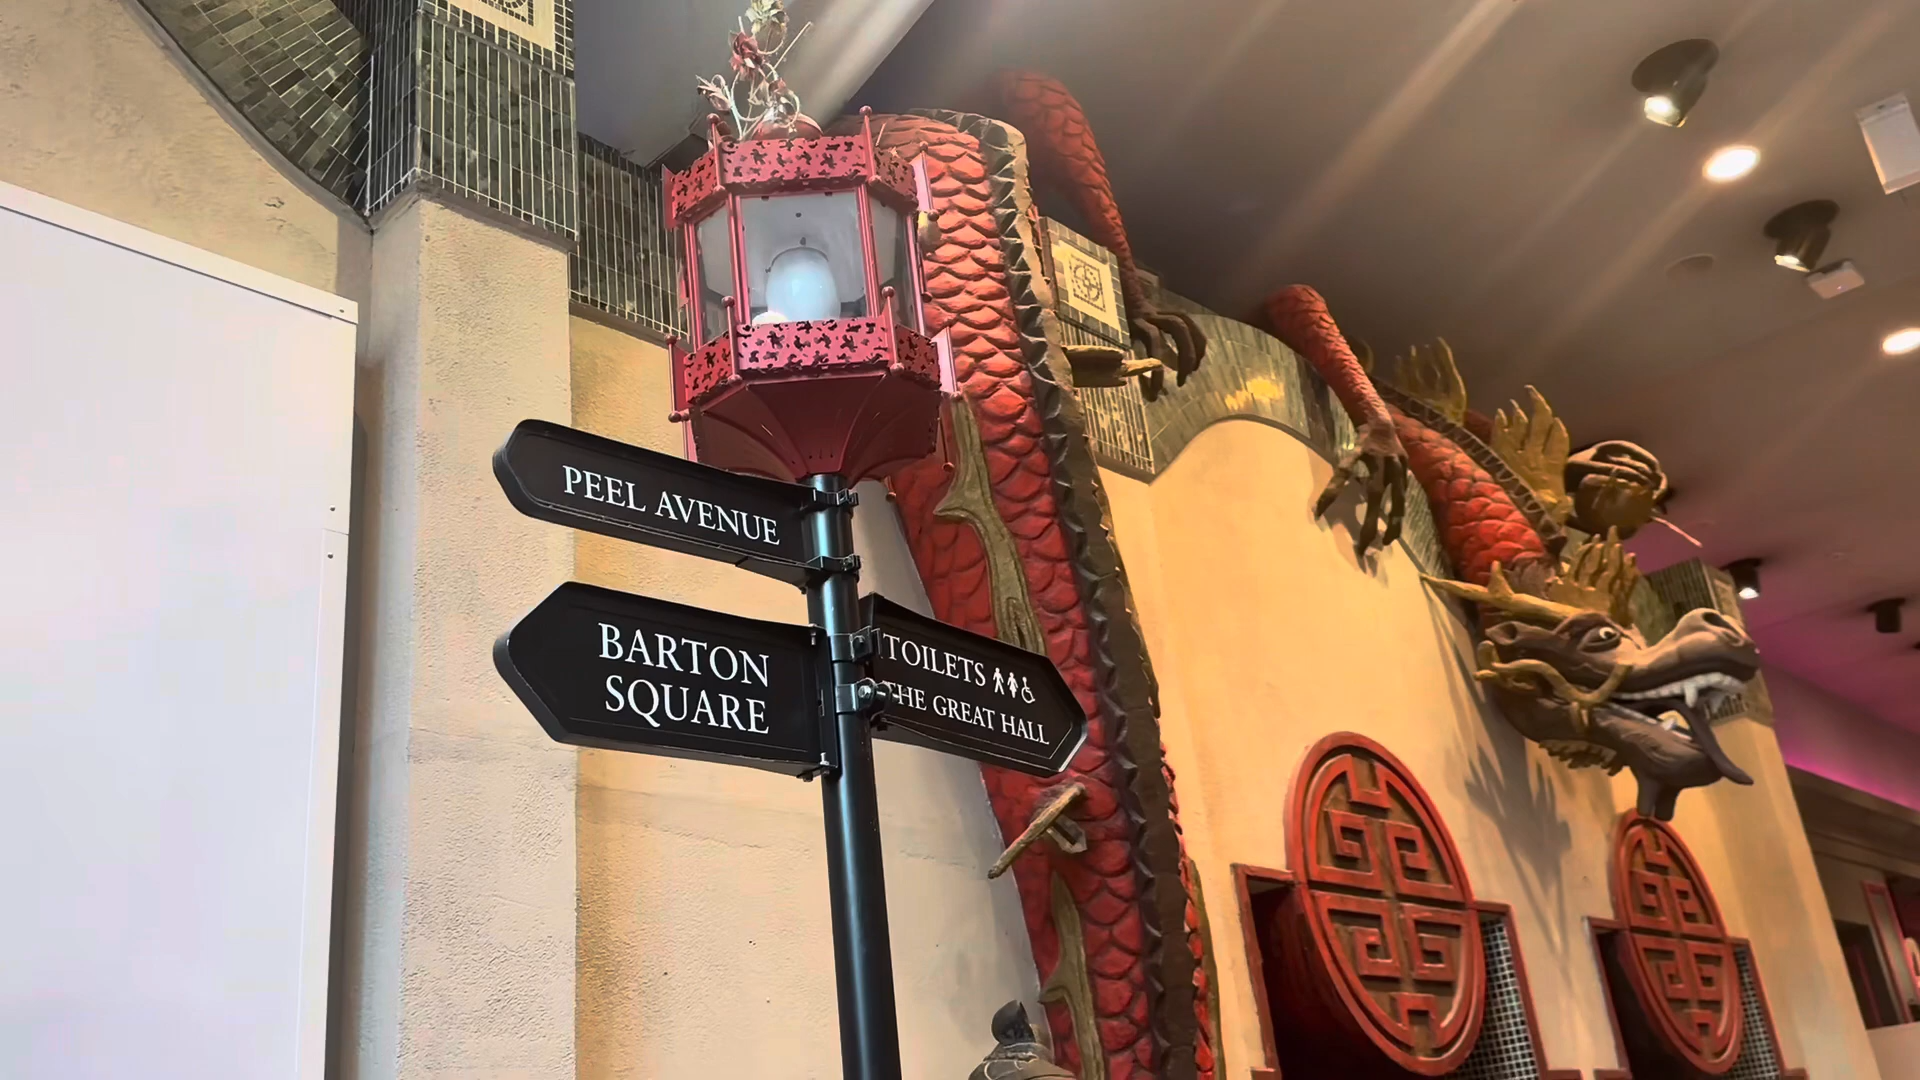 PEEL AVENUE
BARTON
SQUARE
TOILETS
THE GREAT HALL